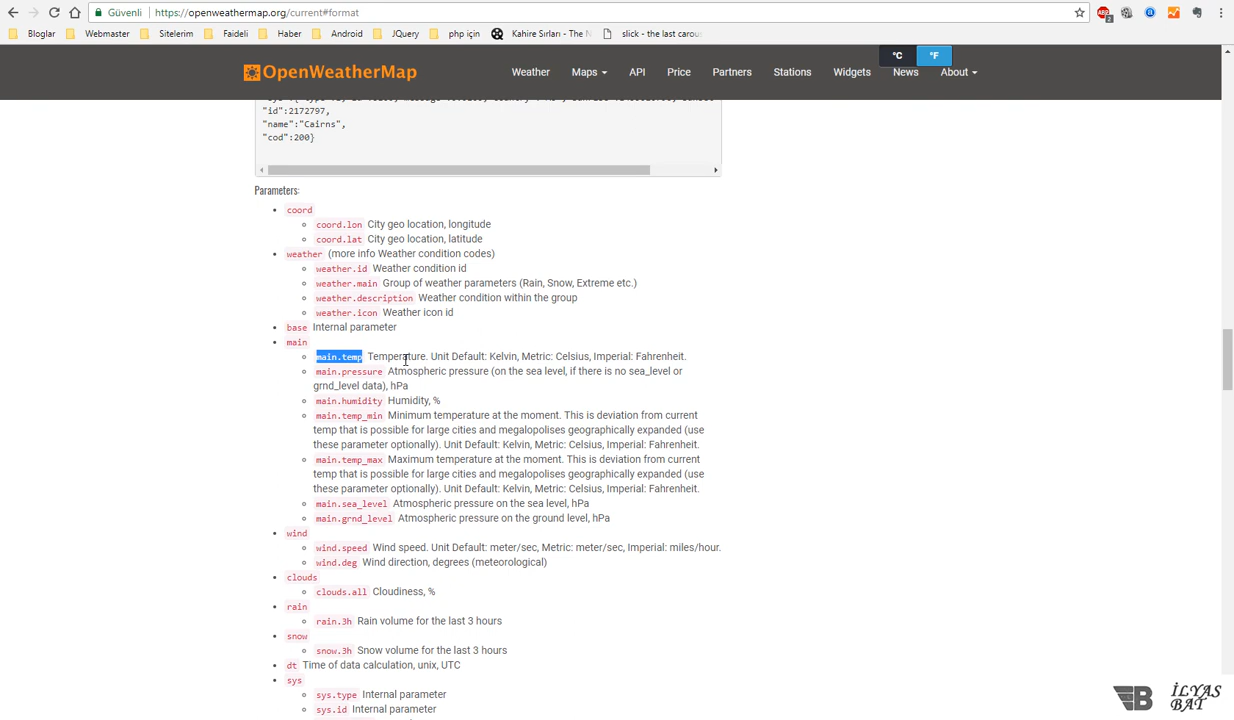 Güvenli https://openweathermap.org/current#format
Bloglar Webmaster Sitelerim Faideli Haber Android JQuery php için Kahire Sırları - The N slick - the last carous
°C °F
OpenWeatherMap Weather Maps API Price Partners Stations Widgets News About
"id":2172797,
"name":"Cairns",
"cod":200}
Parameters:
coord
coord.lon City geo location, longitude
coord.lat City geo location, latitude
weather (more info Weather condition codes)
weather.id Weather condition id
weather.main Group of weather parameters (Rain, Snow, Extreme etc.)
weather.description Weather condition within the group
weather.icon Weather icon id
base Internal parameter
main
main.temp Temperature. Unit Default: Kelvin, Metric: Celsius, Imperial: Fahrenheit.
main.pressure Atmospheric pressure (on the sea level, if there is no sea_level or
grnd_level data), hPa
main.humidity Humidity, %
main.temp_min Minimum temperature at the moment. This is deviation from current
temp that is possible for large cities and megalopolises geographically expanded (use
these parameter optionally). Unit Default: Kelvin, Metric: Celsius, Imperial: Fahrenheit.
main.temp_max Maximum temperature at the moment. This is deviation from current
temp that is possible for large cities and megalopolises geographically expanded (use
these parameter optionally). Unit Default: Kelvin, Metric: Celsius, Imperial: Fahrenheit.
main.sea_level Atmospheric pressure on the sea level, hPa
main.grnd_level Atmospheric pressure on the ground level, hPa
wind
wind.speed Wind speed. Unit Default: meter/sec, Metric: meter/sec, Imperial: miles/hour.
wind.deg Wind direction, degrees (meteorological)
clouds
clouds.all Cloudiness, %
rain
rain.3h Rain volume for the last 3 hours
snow
snow.3h Snow volume for the last 3 hours
dt Time of data calculation, unix, UTC
sys
sys.type Internal parameter
sys.id Internal parameter
İLYAS
BAT